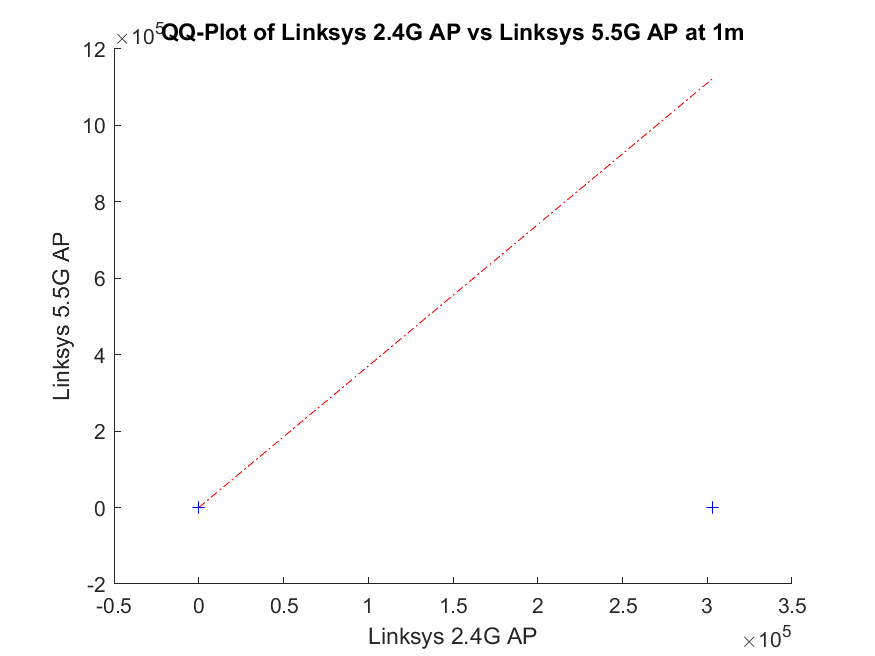 ×10⁵
QQ-Plot of Linksys 2.4G AP vs Linksys 5.5G AP at 1m
12
10
8
6
4
2
0
-2
Linksys 5.5G AP
-0.5 0 0.5 1 1.5 2 2.5 3 3.5
Linksys 2.4G AP
×10⁵